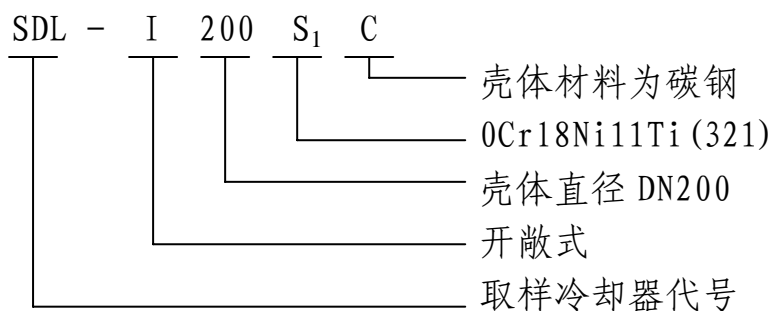 SDL - I 200 S₁ C
壳体材料为碳钢
0Cr18Ni11Ti(321)
壳体直径 DN200
开敞式
取样冷却器代号